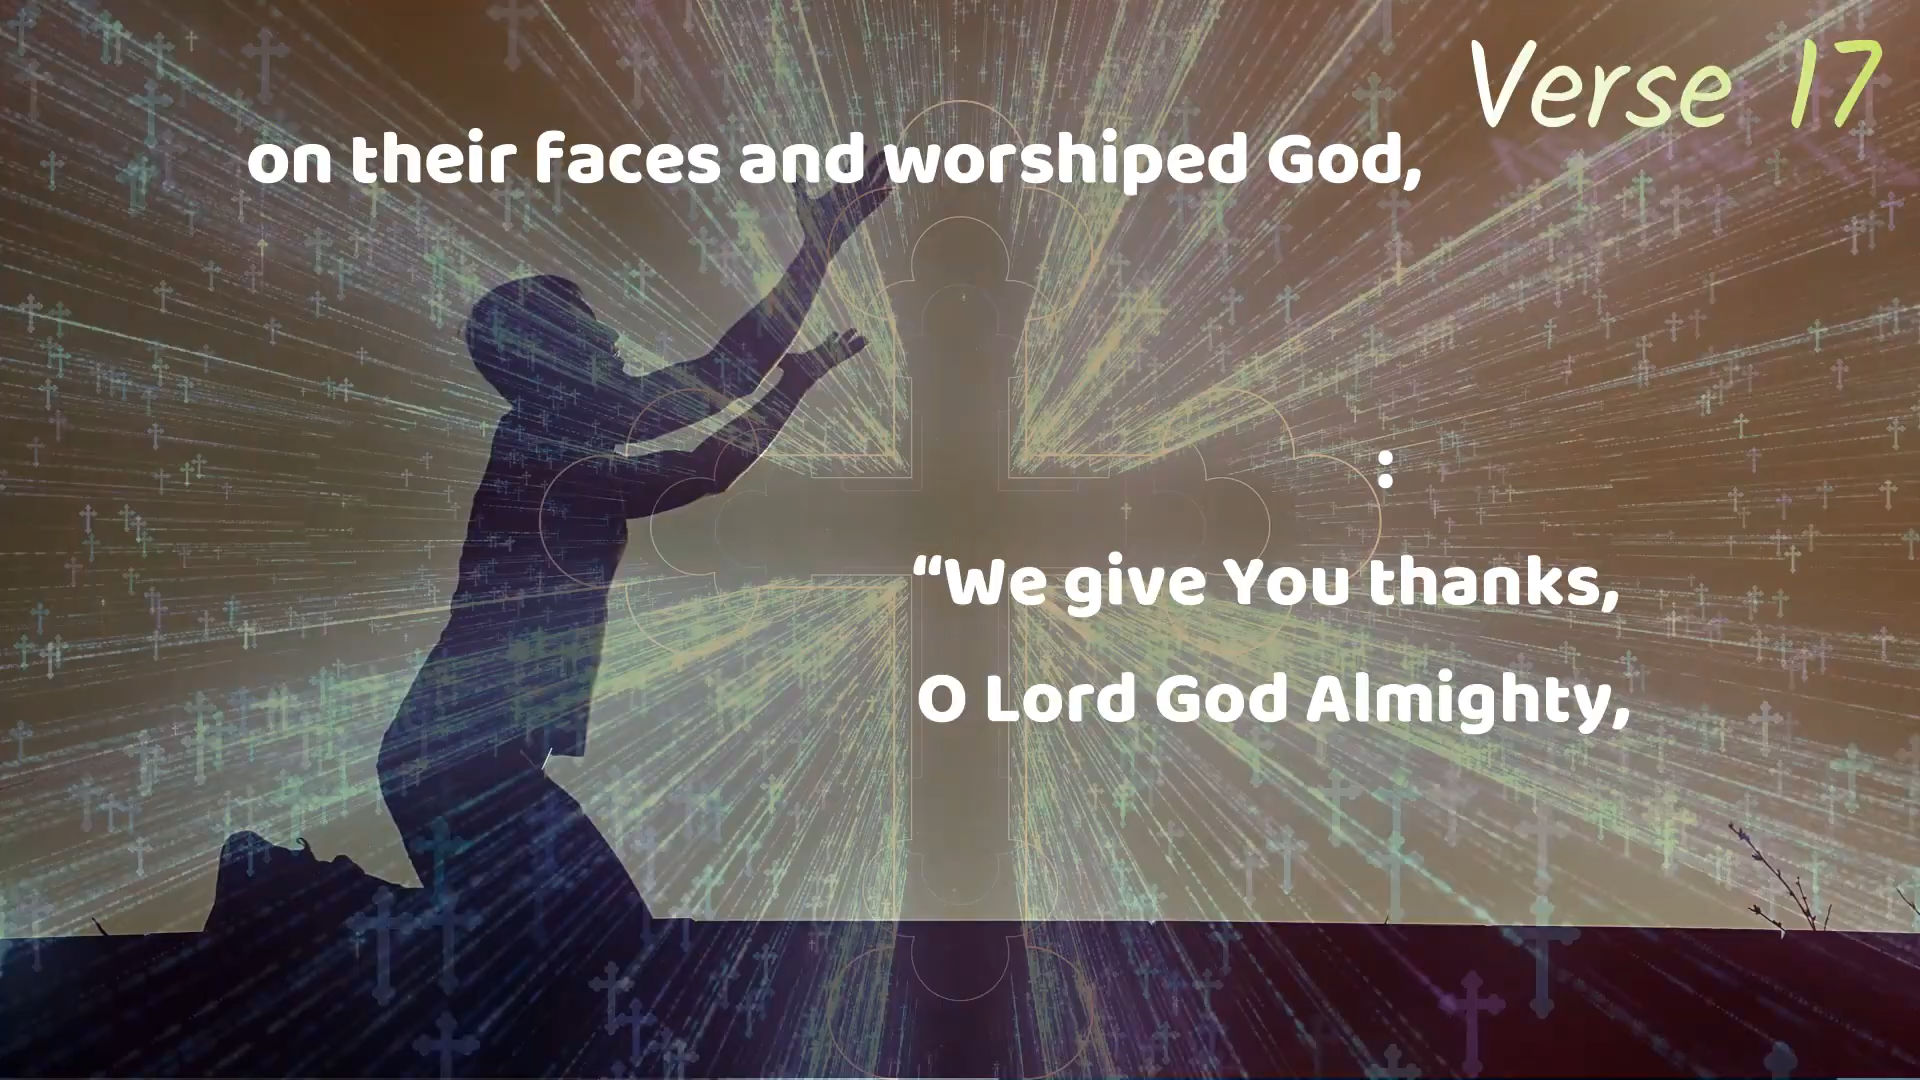 Verse 17
on their faces and worshiped God,
:
“We give You thanks,
O Lord God Almighty,